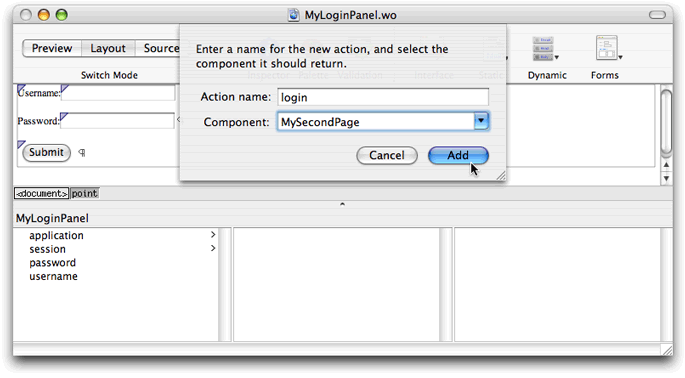 MyLoginPanel.wo
Preview Layout Source
Switch Mode
Dynamic Forms
Enter a name for the new action, and select the
component it should return.
Action name: login
Component: MySecondPage
Cancel Add
Username:
Password:
Submit ¶
<document> point
MyLoginPanel
application >
session >
password
username